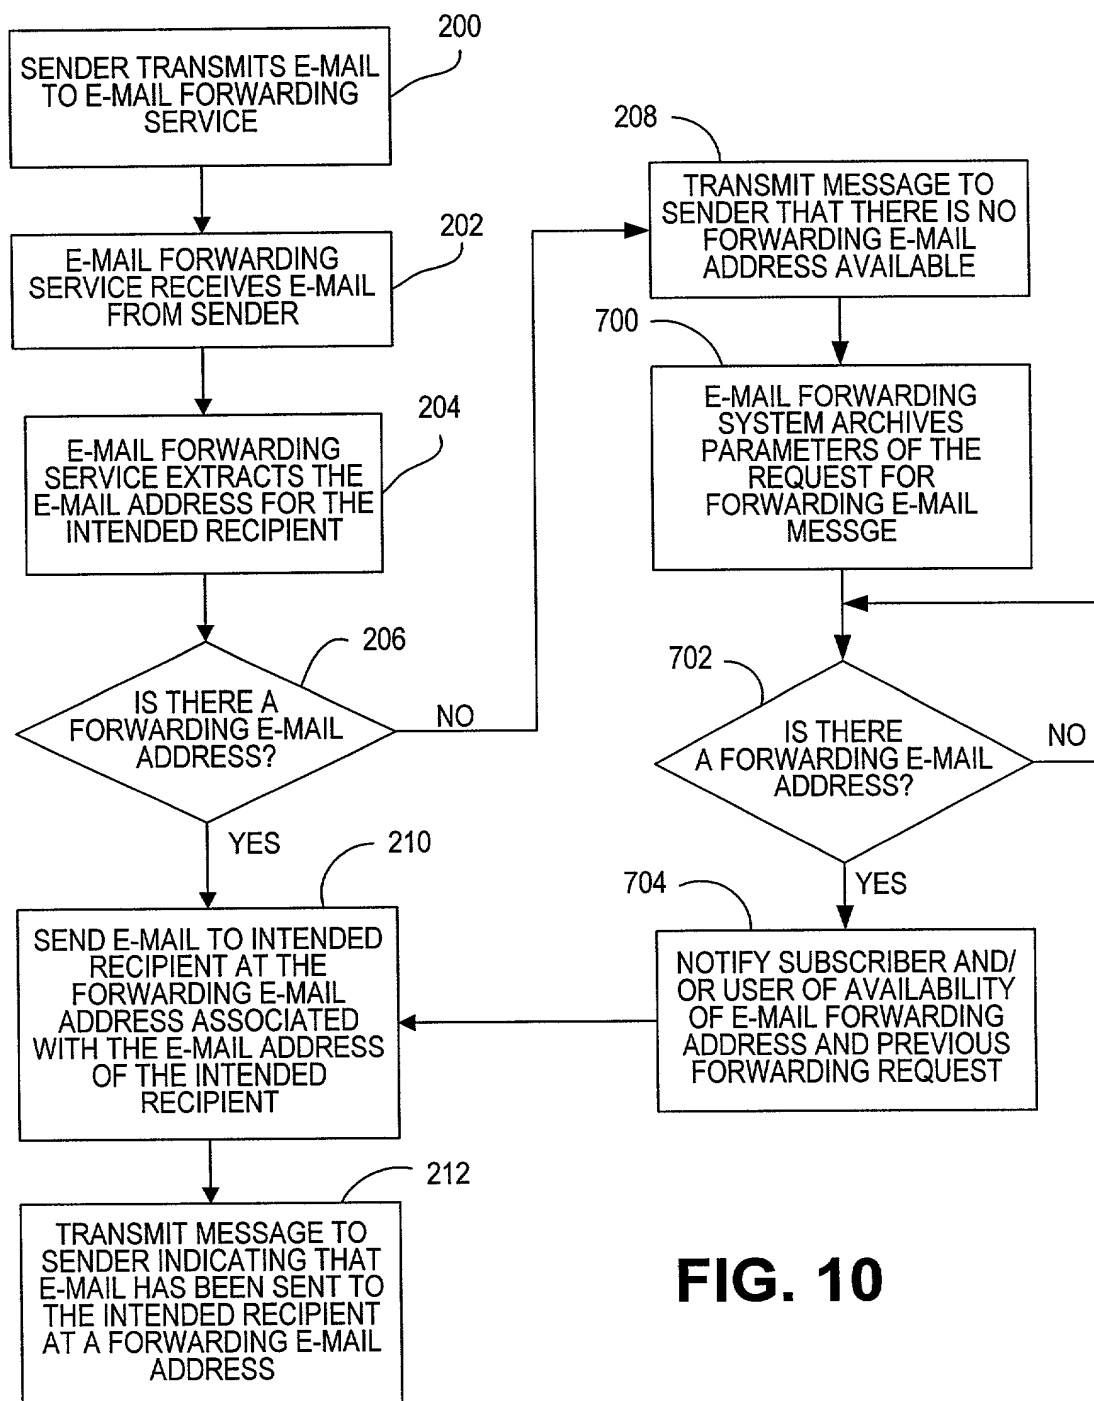 200
SENDER TRANSMITS E-MAIL
TO E-MAIL FORWARDING
SERVICE
202
E-MAIL FORWARDING
SERVICE RECEIVES E-MAIL
FROM SENDER
204
E-MAIL FORWARDING
SERVICE EXTRACTS THE
E-MAIL ADDRESS FOR THE
INTENDED RECIPIENT
206
IS THERE A
FORWARDING E-MAIL
ADDRESS?
NO
YES
208
TRANSMIT MESSAGE TO
SENDER THAT THERE IS NO
FORWARDING E-MAIL
ADDRESS AVAILABLE
700
E-MAIL FORWARDING
SYSTEM ARCHIVES
PARAMETERS OF THE
REQUEST FOR
FORWARDING E-MAIL
MESSGE
702
IS THERE
A FORWARDING E-MAIL
ADDRESS?
NO
YES
704
NOTIFY SUBSCRIBER AND/
OR USER OF AVAILABILITY
OF E-MAIL FORWARDING
ADDRESS AND PREVIOUS
FORWARDING REQUEST
210
SEND E-MAIL TO INTENDED
RECIPIENT AT THE
FORWARDING E-MAIL
ADDRESS ASSOCIATED
WITH THE E-MAIL ADDRESS
OF THE INTENDED
RECIPIENT
212
TRANSMIT MESSAGE TO
SENDER INDICATING THAT
E-MAIL HAS BEEN SENT TO
THE INTENDED RECIPIENT
AT A FORWARDING E-MAIL
ADDRESS
FIG. 10